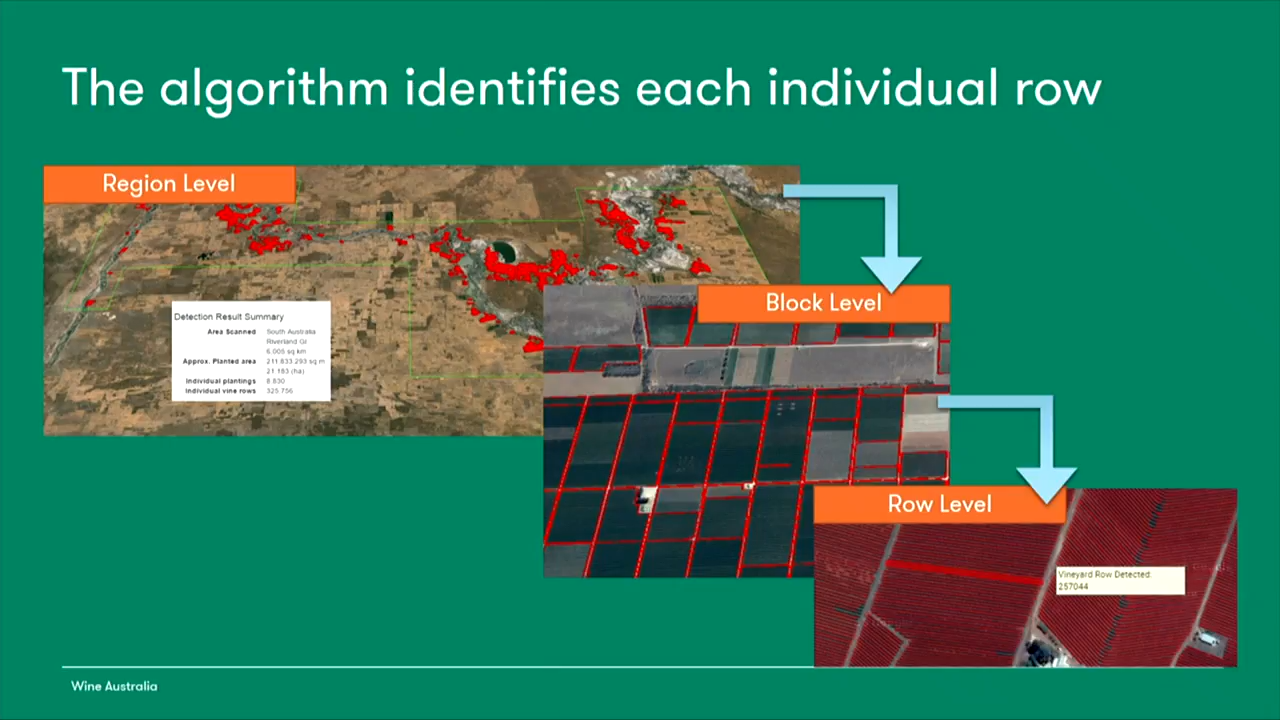 The algorithm identifies each individual row
Region Level
Detection Result Summary
Area Scanned South Australia
Riverland GI
6.005 sq km
Approx. Planted area 211 833 293 sq m
21 183 (ha)
Individual plantings 8 830
Individual vine rows 325 756
Block Level
Row Level
Vineyard Row Detected:
257044
Google
Wine Australia